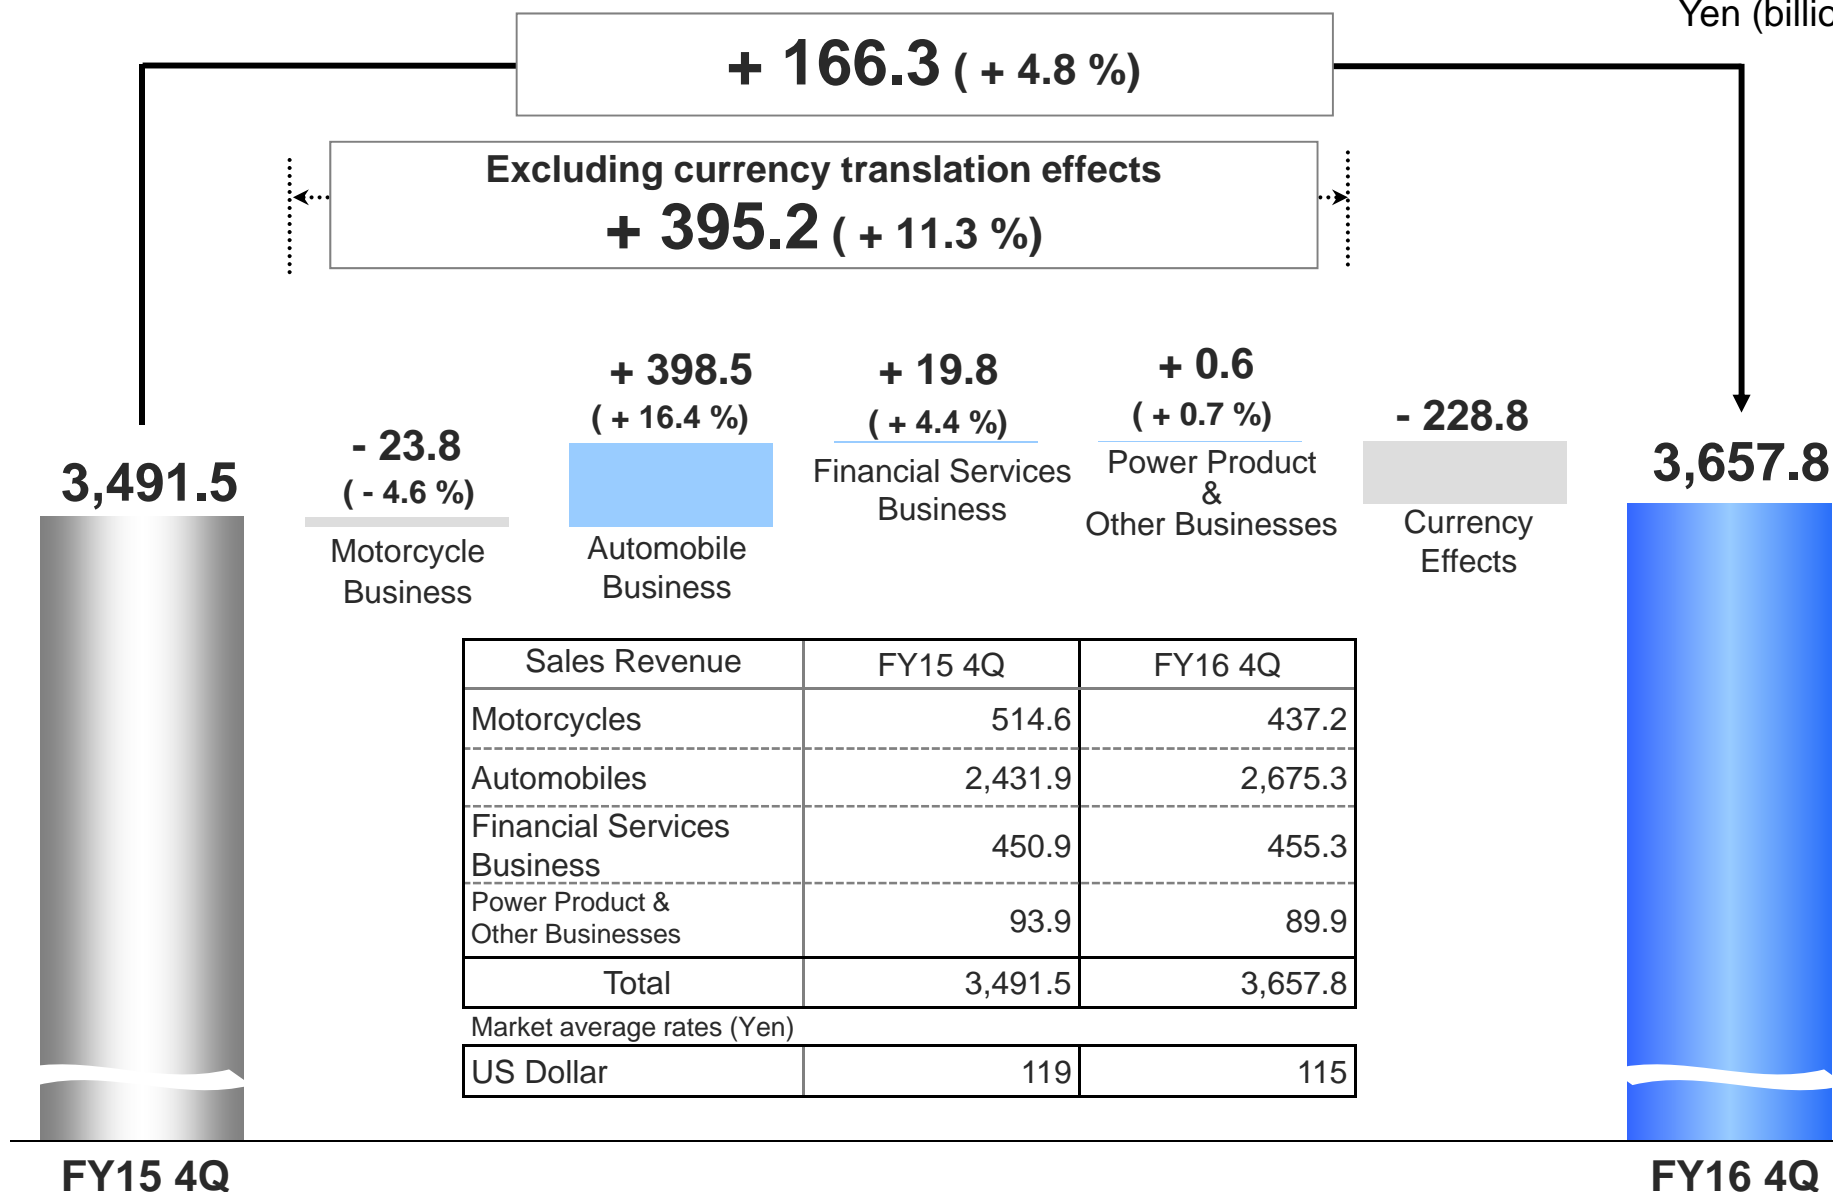 Yen (billio
+ 166.3 ( + 4.8 %)
Excluding currency translation effects
+ 395.2 ( + 11.3 %)
3,491.5
- 23.8
( - 4.6 %)
Motorcycle
Business
+ 398.5
( + 16.4 %)
Automobile
Business
+ 19.8
( + 4.4 %)
Financial Services
Business
+ 0.6
( + 0.7 %)
Power Product
&
Other Businesses
- 228.8
Currency
Effects
3,657.8
Sales Revenue FY15 4Q FY16 4Q
Motorcycles 514.6 437.2
Automobiles 2,431.9 2,675.3
Financial Services
Business 450.9 455.3
Power Product &
Other Businesses 93.9 89.9
Total 3,491.5 3,657.8
Market average rates (Yen)
US Dollar 119 115
FY15 4Q
FY16 4Q